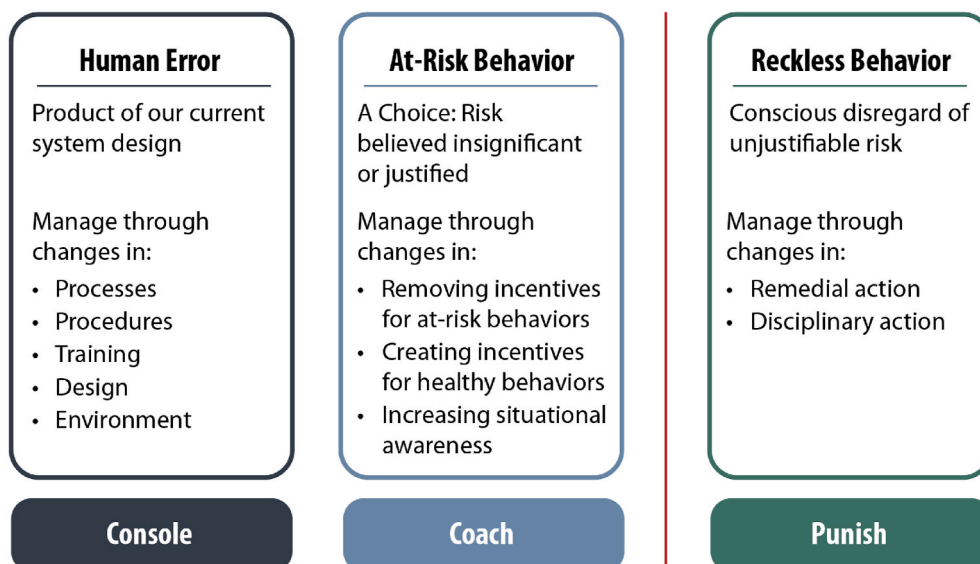 Human Error
Product of our current
system design
Manage through
changes in:
• Processes
• Procedures
• Training
• Design
• Environment
Console
At-Risk Behavior
A Choice: Risk
believed insignificant
or justified
Manage through
changes in:
• Removing incentives
for at-risk behaviors
• Creating incentives
for healthy behaviors
• Increasing situational
awareness
Coach
Reckless Behavior
Conscious disregard of
unjustifiable risk
Manage through
changes in:
• Remedial action
• Disciplinary action
Punish